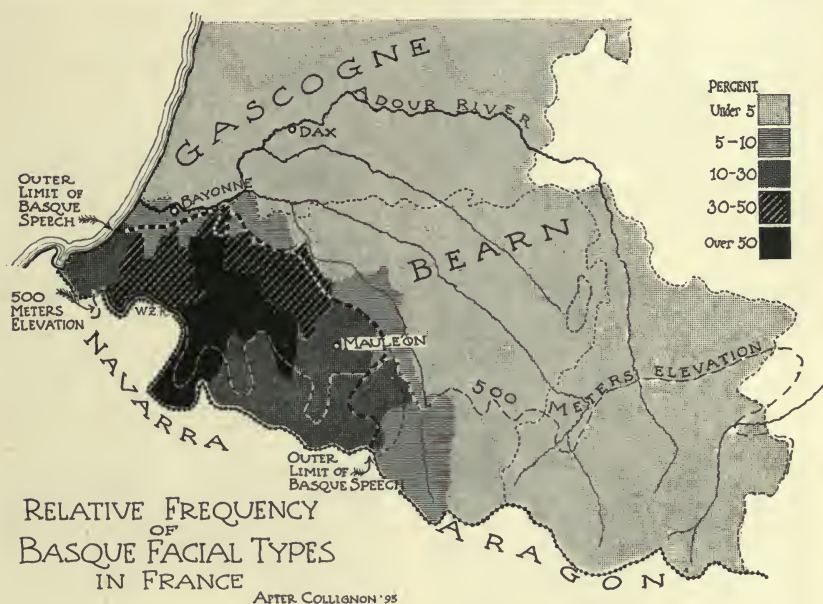 GASCOGNE
ADOUR RIVER
DAX
PERCENT
Under 5
5-10
10-30
30-50
Over 50
OUTER
LIMIT OF
BASQUE
SPEECH
BAYONNE
BEARN
500
METERS
ELEVATION
W.Z.R.
MAULEÓN
NAVARRA
500
METERS ELEVATION
OUTER
LIMIT OF
BASQUE SPEECH
ARAGON
RELATIVE FREQUENCY
OF
BASQUE FACIAL TYPES
IN FRANCE
AFTER COLLIGNON '95